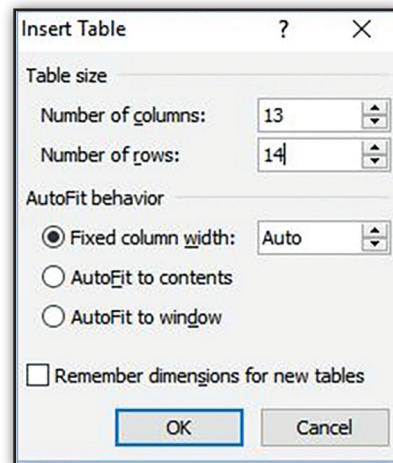 Insert Table ?
Table size
Number of columns: 13
Number of rows: 14
AutoFit behavior
Fixed column width: Auto
AutoFit to contents
AutoFit to window
Remember dimensions for new tables
OK Cancel